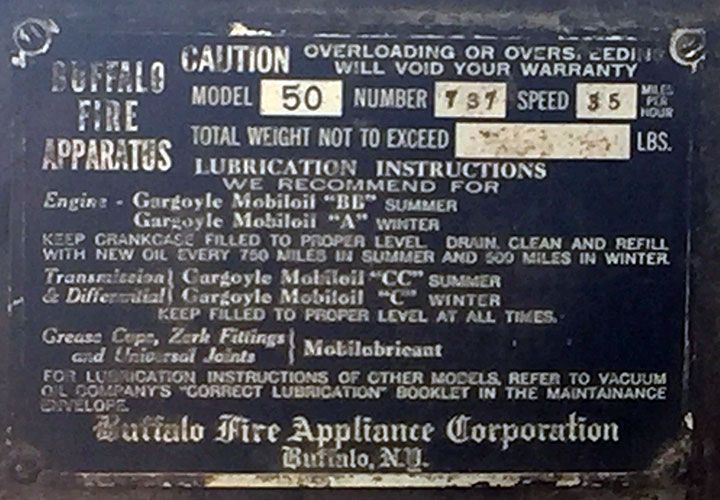 BUFFALO
FIRE
APPARATUS
CAUTION OVERLOADING OR OVERSPEEDING
WILL VOID YOUR WARRANTY
MODEL 50 NUMBER 737 SPEED 35 MILES PER HOUR
TOTAL WEIGHT NOT TO EXCEED LBS.
LUBRICATION INSTRUCTIONS
WE RECOMMEND FOR
Engine - Gargoyle Mobiloil "BB" SUMMER
Gargoyle Mobiloil "A" WINTER
KEEP CRANKCASE FILLED TO PROPER LEVEL. DRAIN, CLEAN AND REFILL
WITH NEW OIL EVERY 750 MILES IN SUMMER AND 500 MILES IN WINTER.
Transmission Gargoyle Mobiloil "CC" SUMMER
& Differential Gargoyle Mobiloil "C" WINTER
KEEP FILLED TO PROPER LEVEL AT ALL TIMES.
Grease Cups, Zerk Fittings
and Universal Joints Mobilubricant
FOR LUBRICATION INSTRUCTIONS OF OTHER MODELS, REFER TO VACUUM
OIL COMPANY'S "CORRECT LUBRICATION" BOOKLET IN THE MAINTAINANCE
ENVELOPE.
Buffalo Fire Appliance Corporation
Buffalo, N.Y.